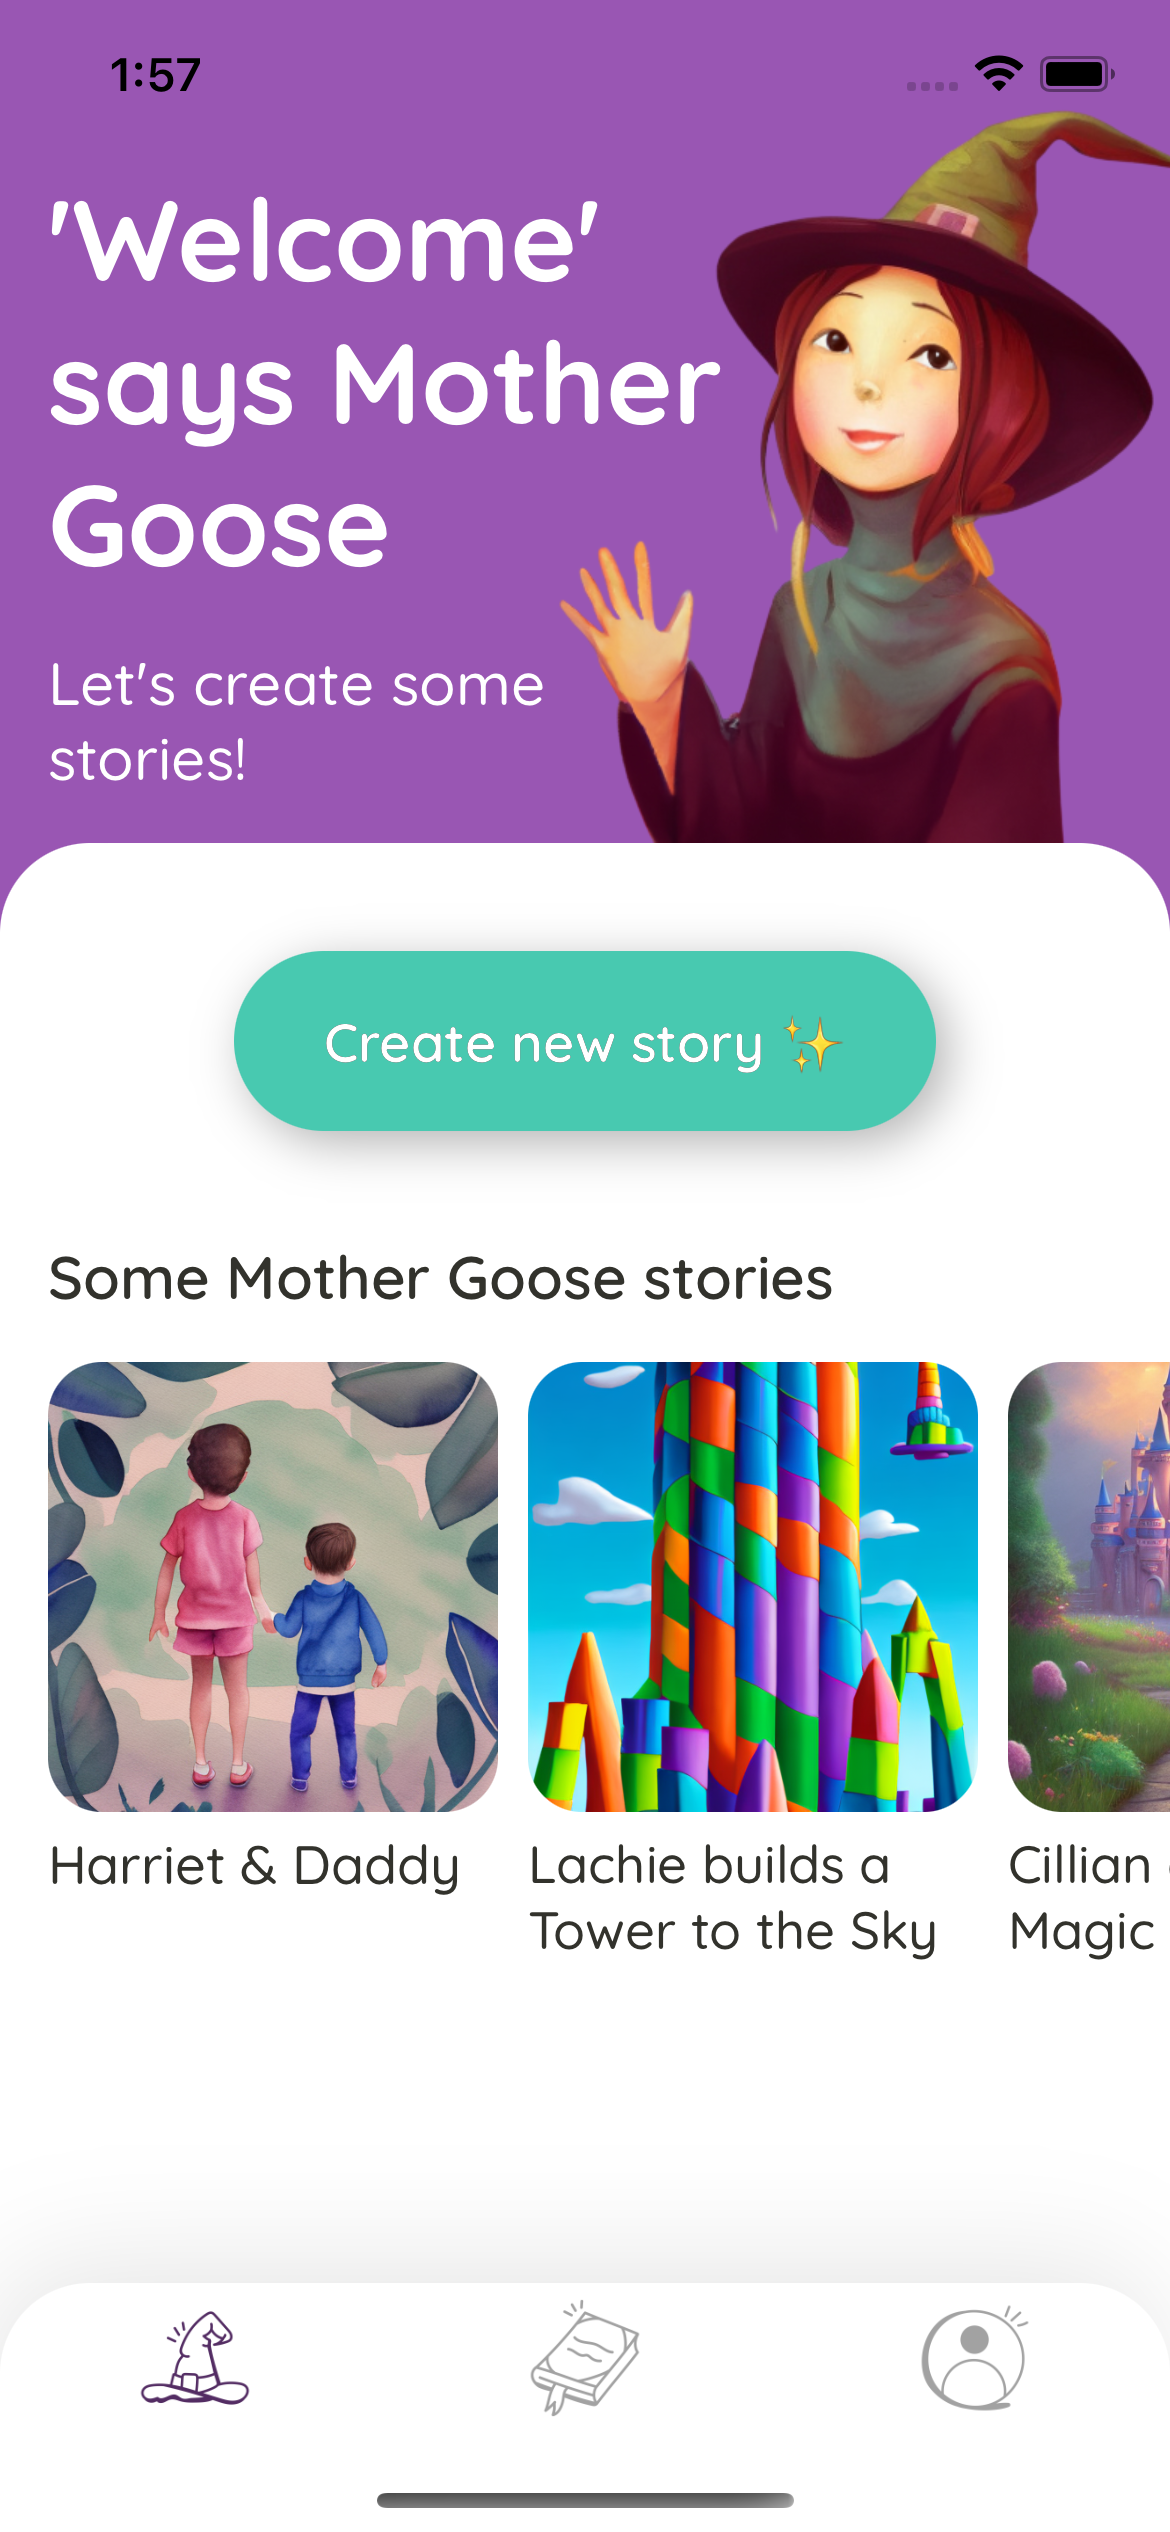 1:57
'Welcome'
says Mother
Goose
Let's create some
stories!
Create new story ✨
Some Mother Goose stories
Harriet & Daddy
Lachie builds a
Tower to the Sky
Cillian
Magic